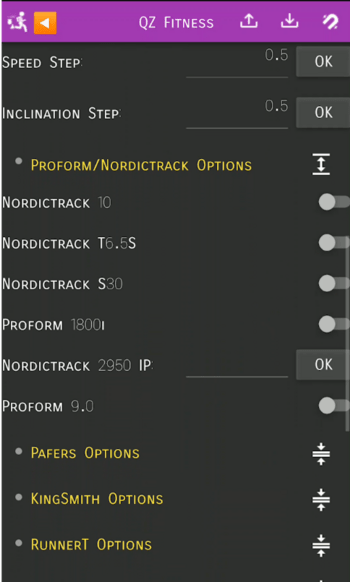 QZ Fitness
Speed Step: 0.5 OK
Inclination Step: 0.5 OK
Proform/Nordictrack Options
Nordictrack 10
Nordictrack T6.5S
Nordictrack S30
Proform 1800i
Nordictrack 2950 IP: OK
Proform 9.0
Pafers Options
KingSmith Options
RunnerT Options